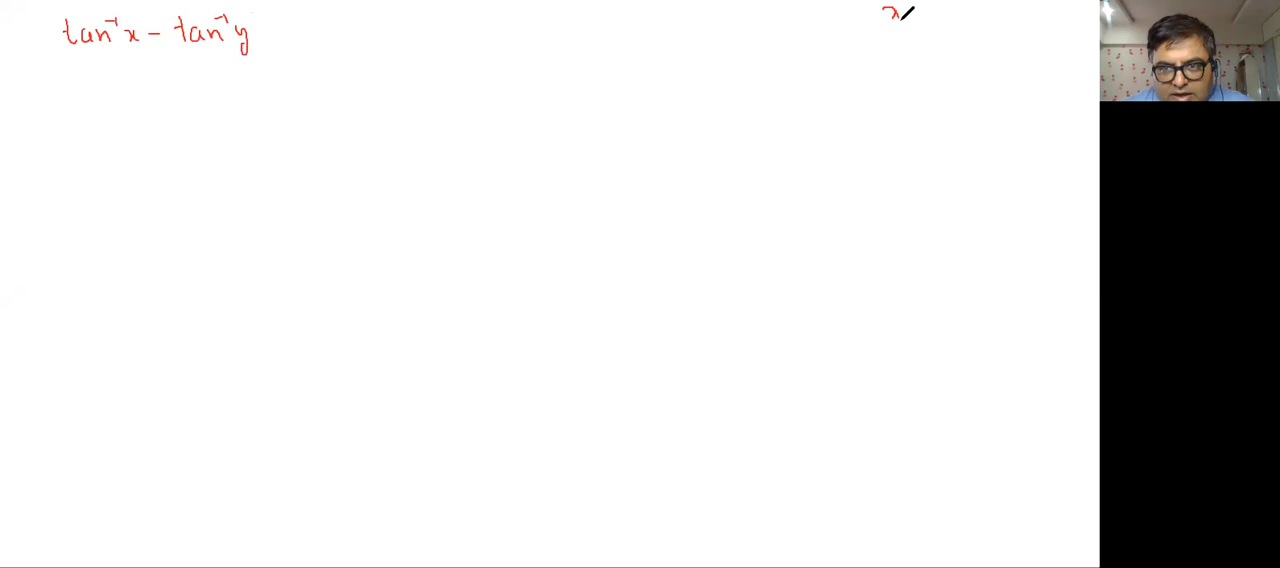 tan⁻¹x − tan⁻¹y
x